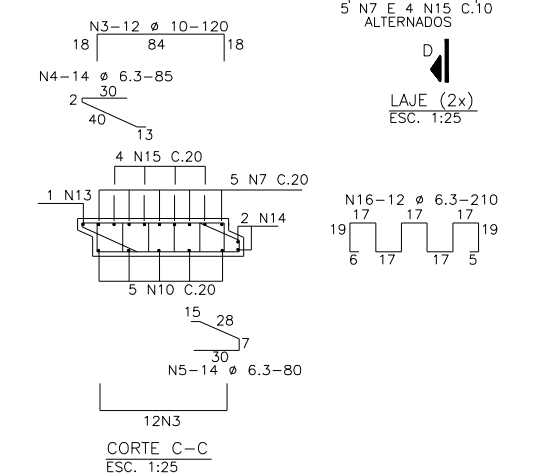 5 N7 E 4 N15 C.10
ALTERNADOS
D
LAJE (2x)
ESC. 1:25
N3-12 ø 10-120
18 84 18
N4-14 ø 6.3-85
30
2
40
13
4 N15 C.20
5 N7 C.20
1 N13
2 N14
5 N10 C.20
N16-12 ø 6.3-210
17 17 17
19 19
6 17 17 5
15
28
7
30
N5-14 ø 6.3-80
12N3
CORTE C-C
ESC. 1:25